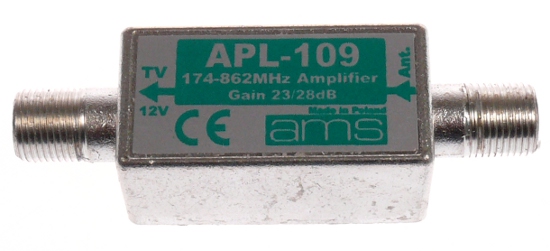 APL-109
TV
174-862MHz Amplifier
Ant.
12V
Gain 23/28dB
Made in Poland
CE
ams